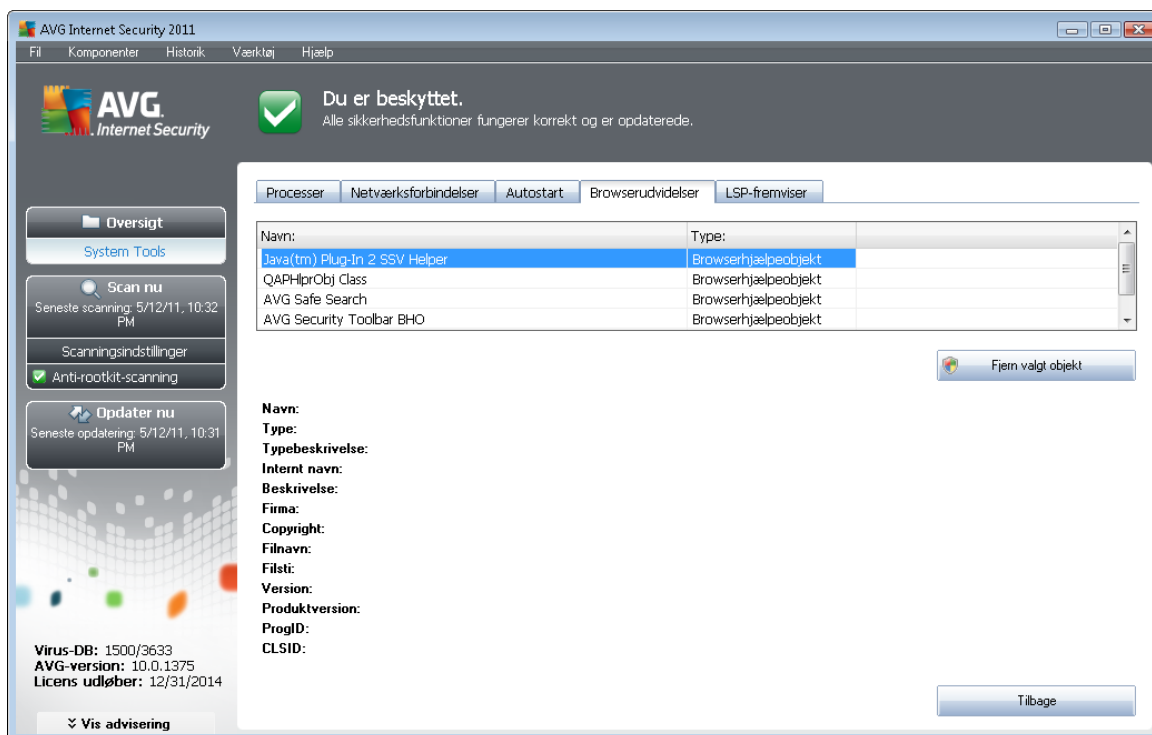 AVG Internet Security 2011
Fil Komponenter Historik Værktøj Hjælp
AVG.
Internet Security
Du er beskyttet.
Alle sikkerhedsfunktioner fungerer korrekt og er opdaterede.
Oversigt
System Tools
Scan nu
Seneste scanning: 5/12/11, 10:32
PM
Scanningsindstillinger
Anti-rootkit-scanning
Opdater nu
Seneste opdatering: 5/12/11, 10:31
PM
Virus-DB: 1500/3633
AVG-version: 10.0.1375
Licens udløber: 12/31/2014
Vis advisering
Processer Netværksforbindelser Autostart Browserudvidelser LSP-fremviser
Navn: Type:
Java(tm) Plug-In 2 SSV Helper Browserhjælpeobjekt
QAPHlprObj Class Browserhjælpeobjekt
AVG Safe Search Browserhjælpeobjekt
AVG Security Toolbar BHO Browserhjælpeobjekt
Fjern valgt objekt
Navn:
Type:
Typebeskrivelse:
Internt navn:
Beskrivelse:
Firma:
Copyright:
Filnavn:
Filsti:
Version:
Produktversion:
ProgID:
CLSID:
Tilbage